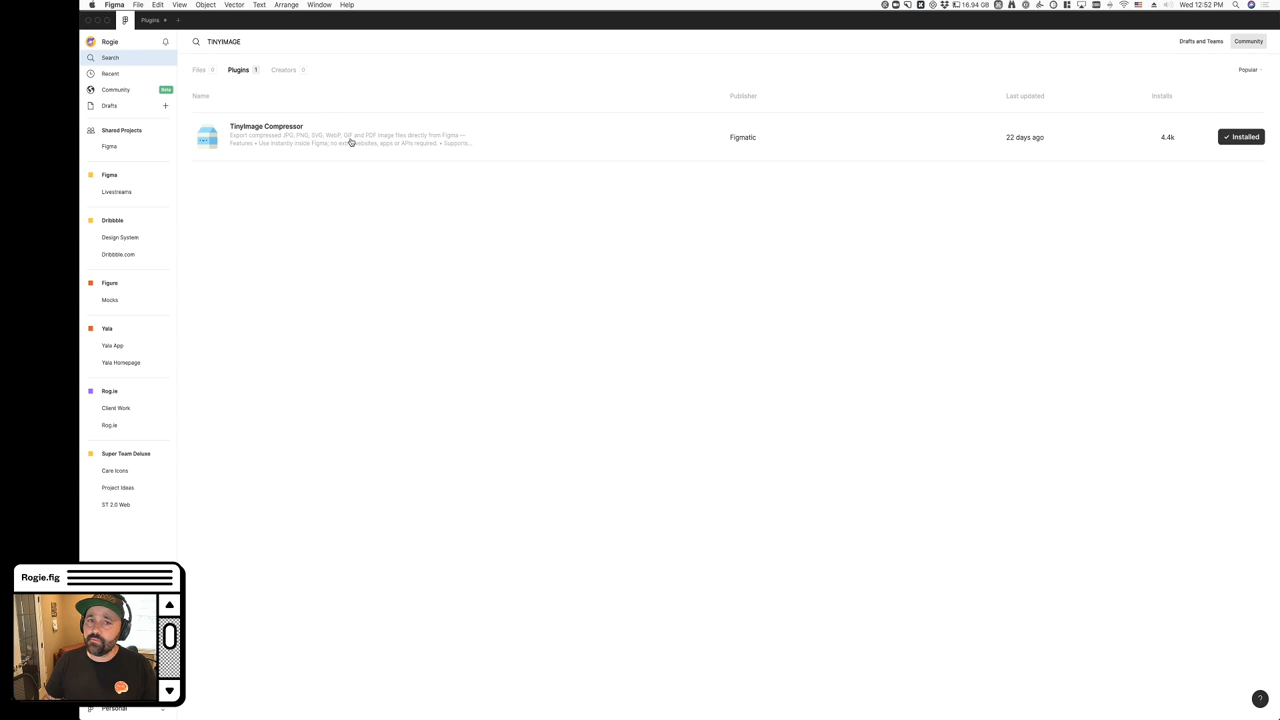 Figma File Edit View Object Vector Text Arrange Window Help
16.94 GB
Wed 12:52 PM
Plugins
Rogie
TINYIMAGE
Drafts and Teams
Community
Search
Recent
Community Beta
Drafts
Files 0 Plugins 1 Creators 0
Popular
Name Publisher Last updated Installs
TinyImage Compressor
Export compressed JPG, PNG, SVG, WebP, GIF and PDF image files directly from Figma —
Features • Use instantly inside Figma; no extra websites, apps or APIs required. • Supports...
Figmatic
22 days ago
4.4k
Installed
Shared Projects
Figma
Figma
Livestreams
Dribbble
Design System
Dribbble.com
Figure
Mocks
Yala
Yala App
Yala Homepage
Rog.ie
Client Work
Rog.ie
Super Team Deluxe
Care Icons
Project Ideas
ST 2.0 Web
Rogie.fig
Personal
?